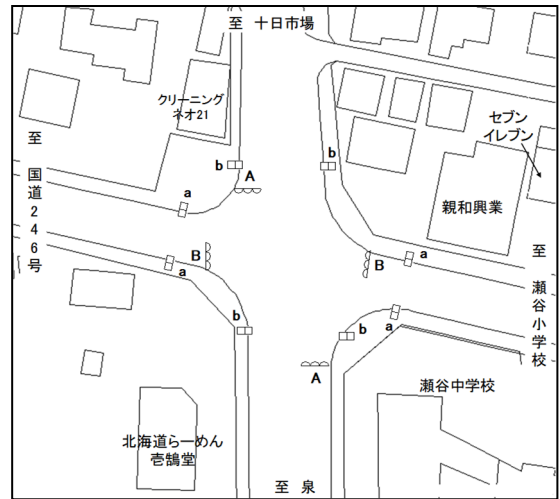 至 十日市場
クリーニング
ネオ21
セブン
イレブン
b
A
b
a
至国道246号
親和興業
B
a
B
a
至瀬谷小学校
b
b
a
A
瀬谷中学校
北海道らーめん
壱鵠堂
至 泉